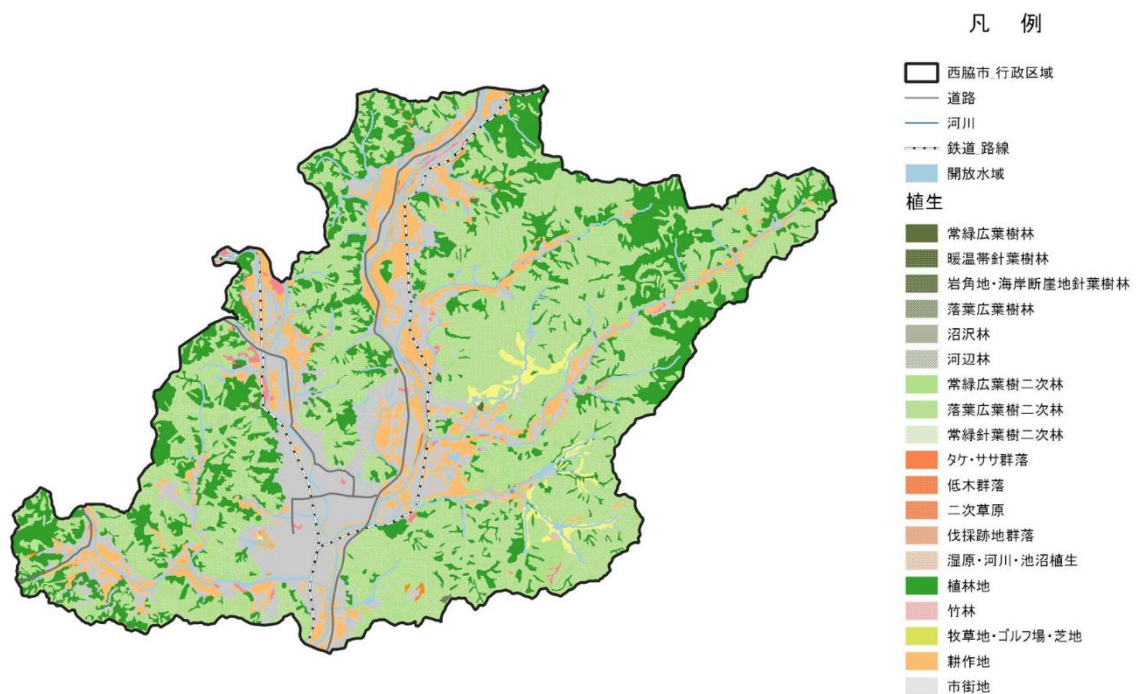 凡 例
西脇市_行政区域
道路
河川
鉄道_路線
開放水域
植生
常緑広葉樹林
暖温帯針葉樹林
岩角地・海岸断崖地針葉樹林
落葉広葉樹林
沼沢林
河辺林
常緑広葉樹二次林
落葉広葉樹二次林
常緑針葉樹二次林
タケ・ササ群落
低木群落
二次草原
伐採跡地群落
湿原・河川・池沼植生
植林地
竹林
牧草地・ゴルフ場・芝地
耕作地
市街地